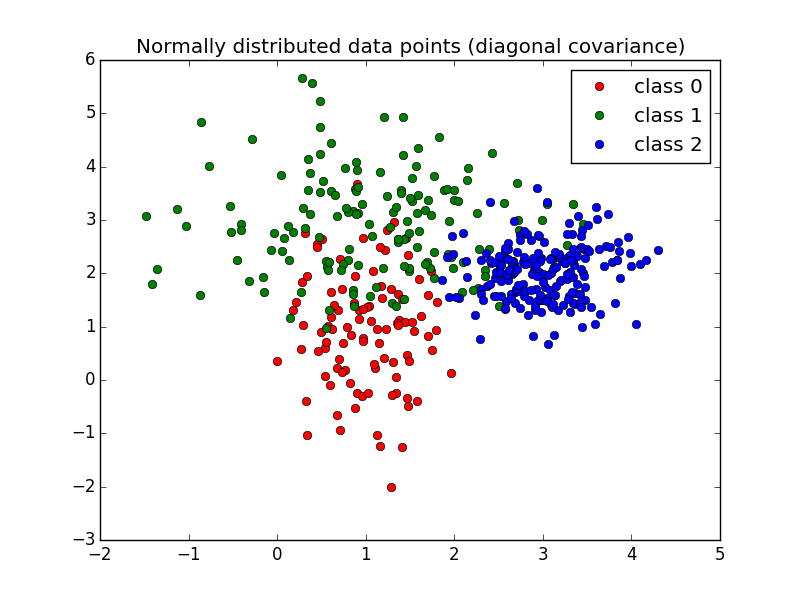 Normally distributed data points (diagonal covariance)
class 0
class 1
class 2
6
5
4
3
2
1
0
−1
−2
−3
−2 −1 0 1 2 3 4 5